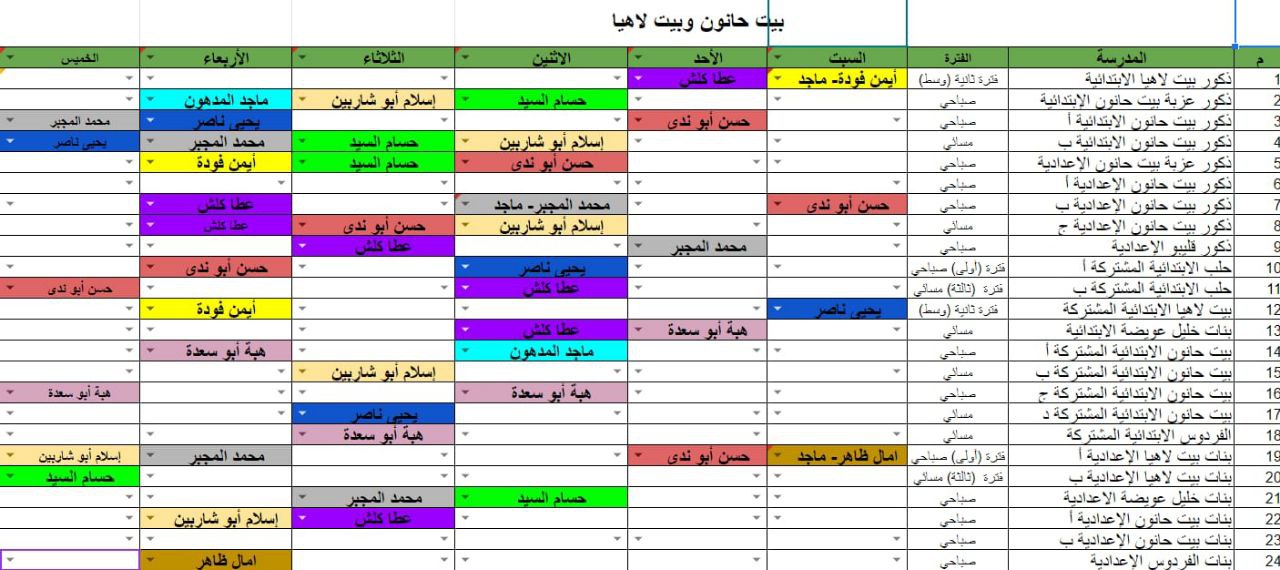 بيت حانون وبيت لاهيا
م المدرسة الفترة السبت الأحد الاثنين الثلاثاء الأربعاء الخميس
1 ذكور بيت لاهيا الابتدائية فترة ثانية (وسط) أيمن فودة- ماجد عطا كلش
2 ذكور عزبة بيت حانون الإبتدائية صباحي حسام السيد إسلام أبو شاربين ماجد المدهون
3 ذكور بيت حانون الابتدائية أ صباحي حسن أبو ندى يحيى ناصر محمد المجبر
4 ذكور بيت حانون الابتدائية ب صباحي إسلام أبو شاربين حسام السيد محمد المجبر يحيى ناصر
5 ذكور عزبة بيت حانون الإعدادية صباحي حسن أبو ندى حسام السيد أيمن فودة
6 ذكور بيت حانون الإعدادية أ صباحي
7 ذكور بيت حانون الإعدادية ب صباحي حسن أبو ندى محمد المجبر- ماجد عطا كلش
8 ذكور بيت حانون الإعدادية ج مسائي إسلام أبو شاربين حسن أبو ندى عطا كلش
9 ذكور قليبو الإعدادية صباحي محمد المجبر عطا كلش
10 حلب الابتدائية المشتركة أ فترة (أولى) صباحي يحيى ناصر حسن أبو ندى
11 حلب الابتدائية المشتركة ب فترة (ثالثة) مسائي عطا كلش حسن أبو ندى
12 بيت لاهيا الابتدائية المشتركة فترة ثانية (وسط) يحيى ناصر أيمن فودة
13 بنات خليل عويضة الابتدائية مسائي هبة أبو سعدة عطا كلش
14 بيت حانون الابتدائية المشتركة أ صباحي ماجد المدهون هبة أبو سعدة
15 بيت حانون الابتدائية المشتركة ب مسائي إسلام أبو شاربين
16 بيت حانون الابتدائية المشتركة ج صباحي هبة أبو سعدة هبة أبو سعدة
17 بيت حانون الابتدائية المشتركة د مسائي يحيى ناصر
18 الفردوس الابتدائية المشتركة مسائي هبة أبو سعدة
19 بنات بيت لاهيا الإعدادية أ فترة (أولى) صباحي امال ظاهر- ماجد حسن أبو ندى محمد المجبر إسلام أبو شاربين
20 بنات بيت لاهيا الإعدادية ب فترة (ثالثة) مسائي حسام السيد
21 بنات خليل عويضة الاعدادية صباحي حسام السيد محمد المجبر
22 بنات بيت حانون الإعدادية أ صباحي عطا كلش إسلام أبو شاربين
23 بنات بيت حانون الإعدادية ب صباحي
24 بنات الفردوس الإعدادية صباحي امال ظاهر